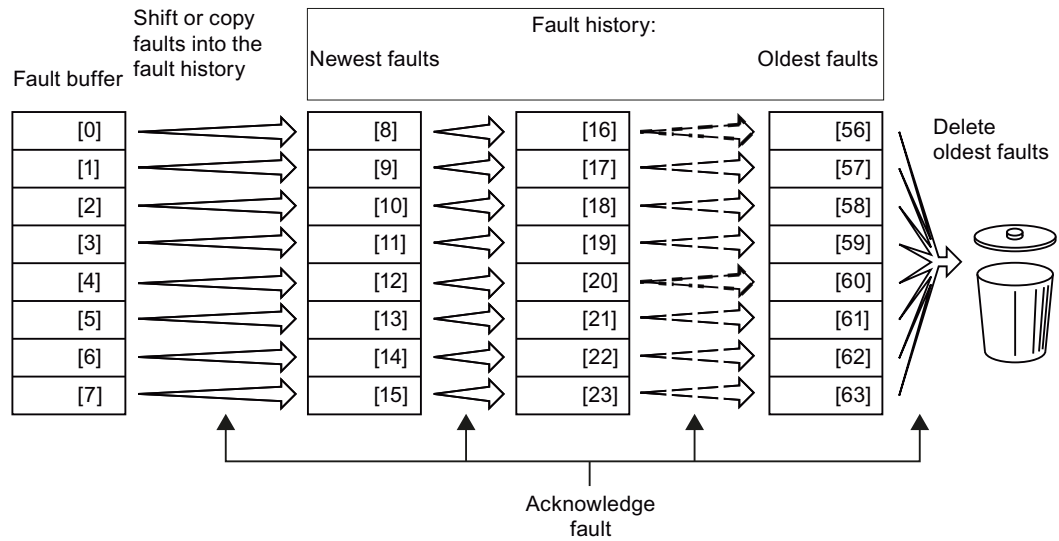 Shift or copy
faults into the
fault history
Fault history:
Fault buffer
Newest faults
Oldest faults
[0] [8] [16] [56]
[1] [9] [17] [57]
[2] [10] [18] [58]
[3] [11] [19] [59]
[4] [12] [20] [60]
[5] [13] [21] [61]
[6] [14] [22] [62]
[7] [15] [23] [63]
Delete
oldest faults
Acknowledge
fault